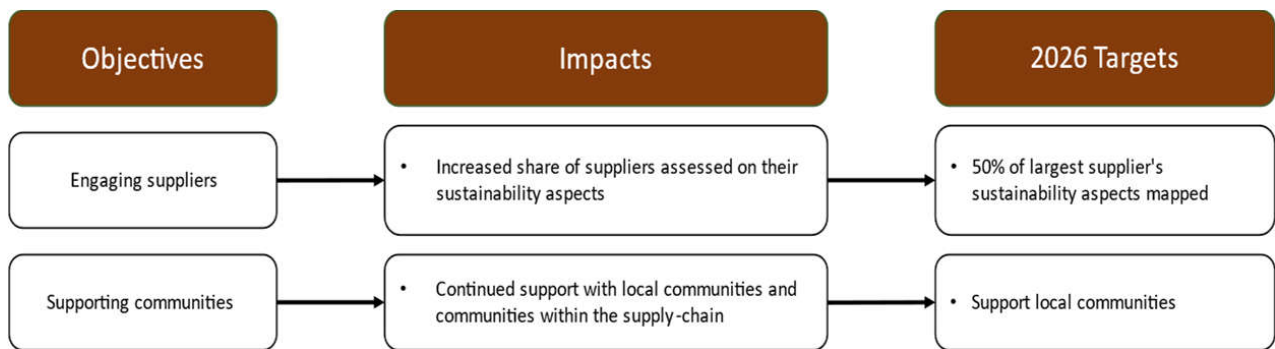 Objectives
Impacts
2026 Targets
Engaging suppliers
• Increased share of suppliers assessed on their
sustainability aspects
• 50% of largest supplier's
sustainability aspects mapped
Supporting communities
• Continued support with local communities and
communities within the supply-chain
• Support local communities